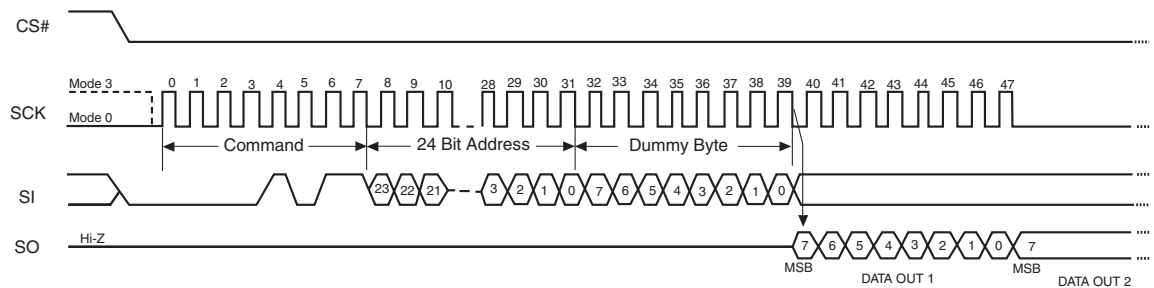 CS#
Mode 3
0 1 2 3 4 5 6 7 8 9 10 28 29 30 31 32 33 34 35 36 37 38 39 40 41 42 43 44 45 46 47
SCK
Mode 0
Command 24 Bit Address Dummy Byte
SI 23 22 21 3 2 1 0 7 6 5 4 3 2 1 0
Hi-Z
SO 7 6 5 4 3 2 1 0 7
MSB DATA OUT 1 MSB DATA OUT 2